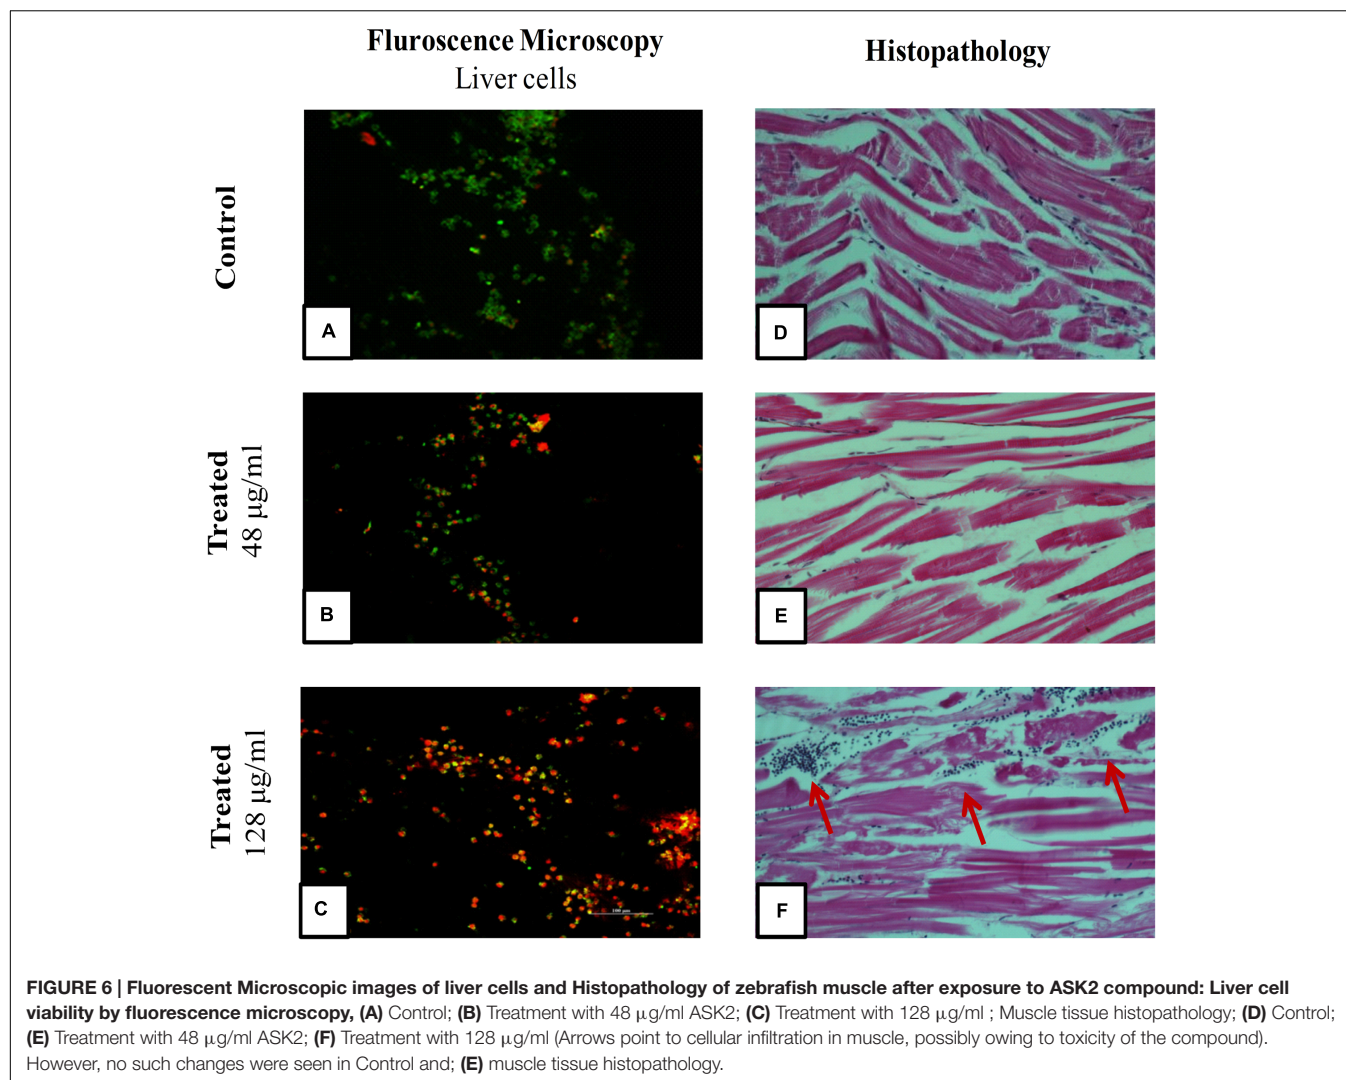 Fluroscence Microscopy
Liver cells
Histopathology
Control
A
D
Treated
48 µg/ml
B
E
Treated
128 µg/ml
100 µm
C
F
FIGURE 6 | Fluorescent Microscopic images of liver cells and Histopathology of zebrafish muscle after exposure to ASK2 compound: Liver cell
viability by fluorescence microscopy, (A) Control; (B) Treatment with 48 µg/ml ASK2; (C) Treatment with 128 µg/ml ; Muscle tissue histopathology; (D) Control;
(E) Treatment with 48 µg/ml ASK2; (F) Treatment with 128 µg/ml (Arrows point to cellular infiltration in muscle, possibly owing to toxicity of the compound).
However, no such changes were seen in Control and; (E) muscle tissue histopathology.